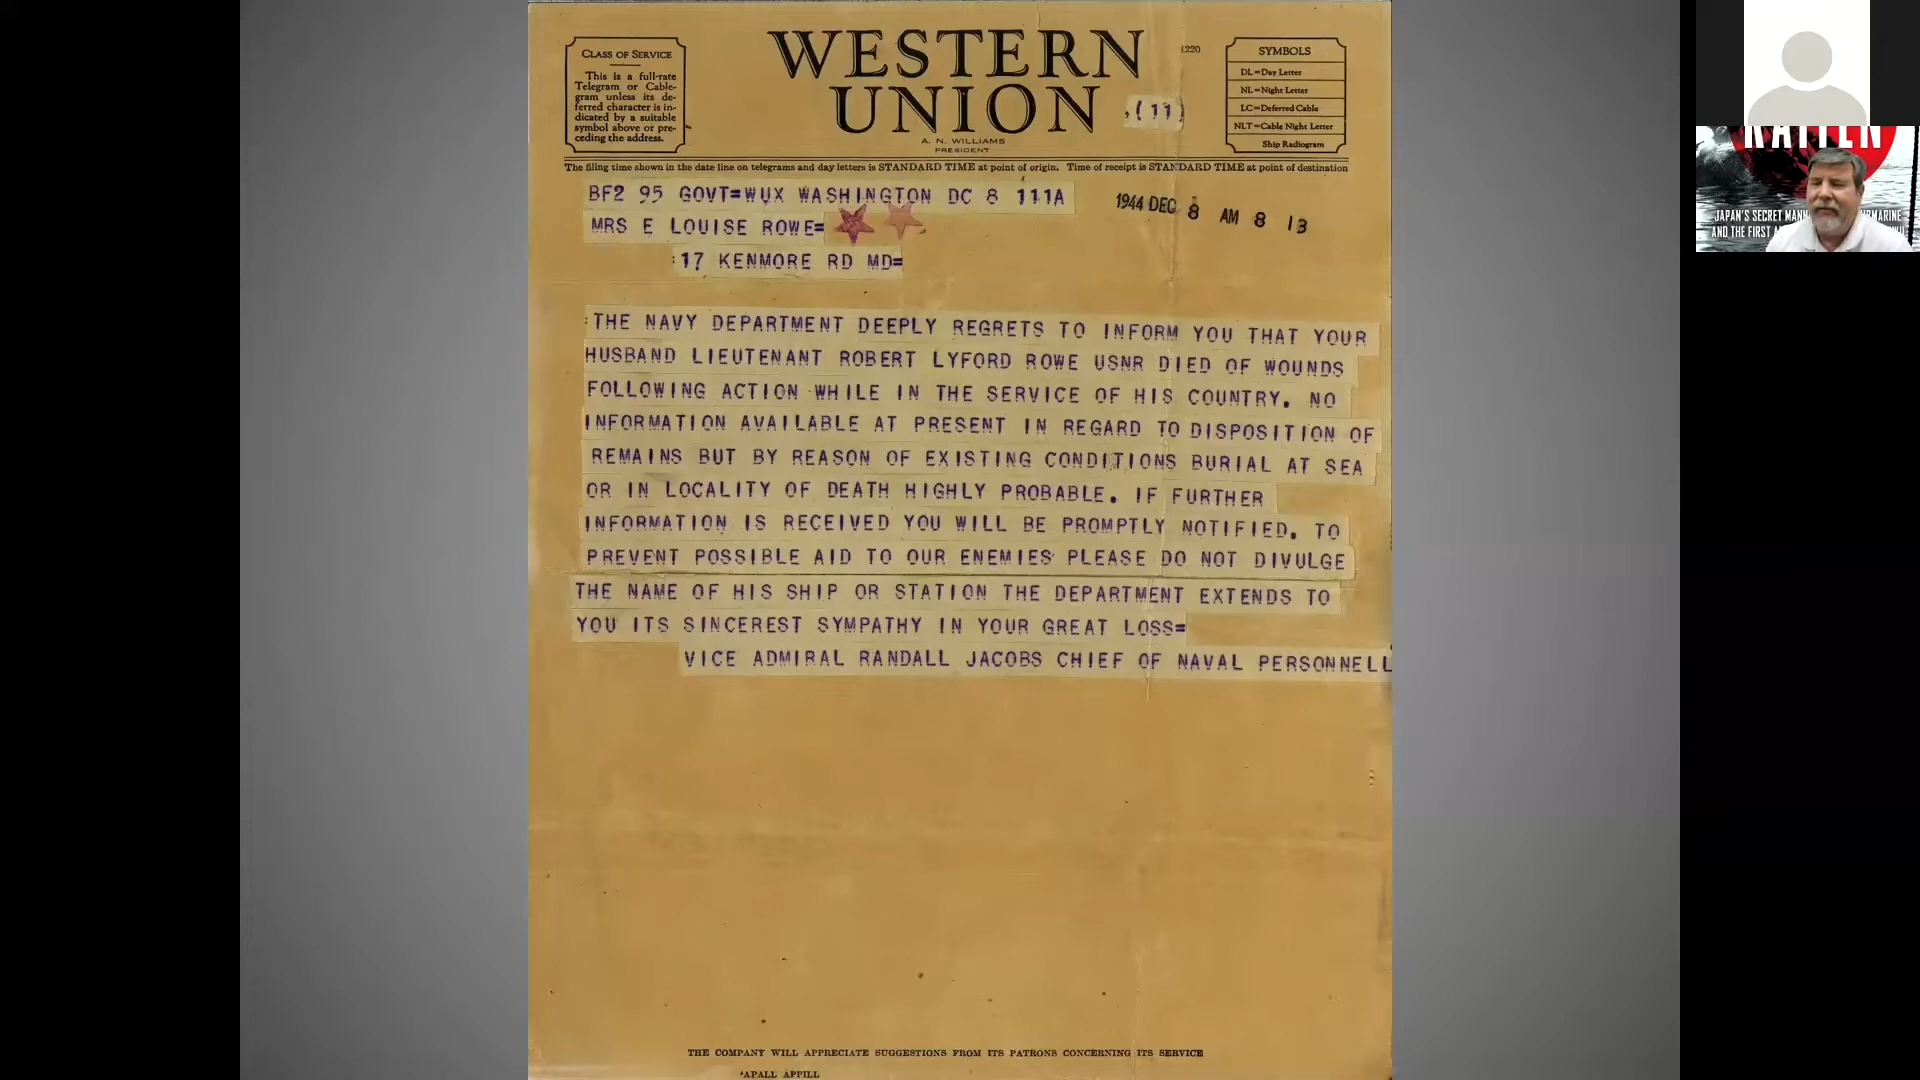 CLASS OF SERVICE
This is a full-rate
Telegram or Cable-
gram unless its de-
ferred character is in-
dicated by a suitable
symbol above or pre-
ceding the address.
WESTERN
UNION
A. N. WILLIAMS
PRESIDENT
1220
(11)
SYMBOLS
DL=Day Letter
NL=Night Letter
LC=Deferred Cable
NLT=Cable Night Letter
Ship Radiogram
The filing time shown in the date line on telegrams and day letters is STANDARD TIME at point of origin. Time of receipt is STANDARD TIME at point of destination
BF2 95 GOVT=WUX WASHINGTON DC 8 111A
1944 DEC 8 AM 8 13
MRS E LOUISE ROWE=
:17 KENMORE RD MD=
:THE NAVY DEPARTMENT DEEPLY REGRETS TO INFORM YOU THAT YOUR
HUSBAND LIEUTENANT ROBERT LYFORD ROWE USNR DIED OF WOUNDS
FOLLOWING ACTION WHILE IN THE SERVICE OF HIS COUNTRY. NO
INFORMATION AVAILABLE AT PRESENT IN REGARD TO DISPOSITION OF
REMAINS BUT BY REASON OF EXISTING CONDITIONS BURIAL AT SEA
OR IN LOCALITY OF DEATH HIGHLY PROBABLE. IF FURTHER
INFORMATION IS RECEIVED YOU WILL BE PROMPTLY NOTIFIED. TO
PREVENT POSSIBLE AID TO OUR ENEMIES PLEASE DO NOT DIVULGE
THE NAME OF HIS SHIP OR STATION THE DEPARTMENT EXTENDS TO
YOU ITS SINCEREST SYMPATHY IN YOUR GREAT LOSS=
VICE ADMIRAL RANDALL JACOBS CHIEF OF NAVAL PERSONNELL
THE COMPANY WILL APPRECIATE SUGGESTIONS FROM ITS PATRONS CONCERNING ITS SERVICE
APALL APPILL
KAITEN
JAPAN'S SECRET
AND THE FIRST